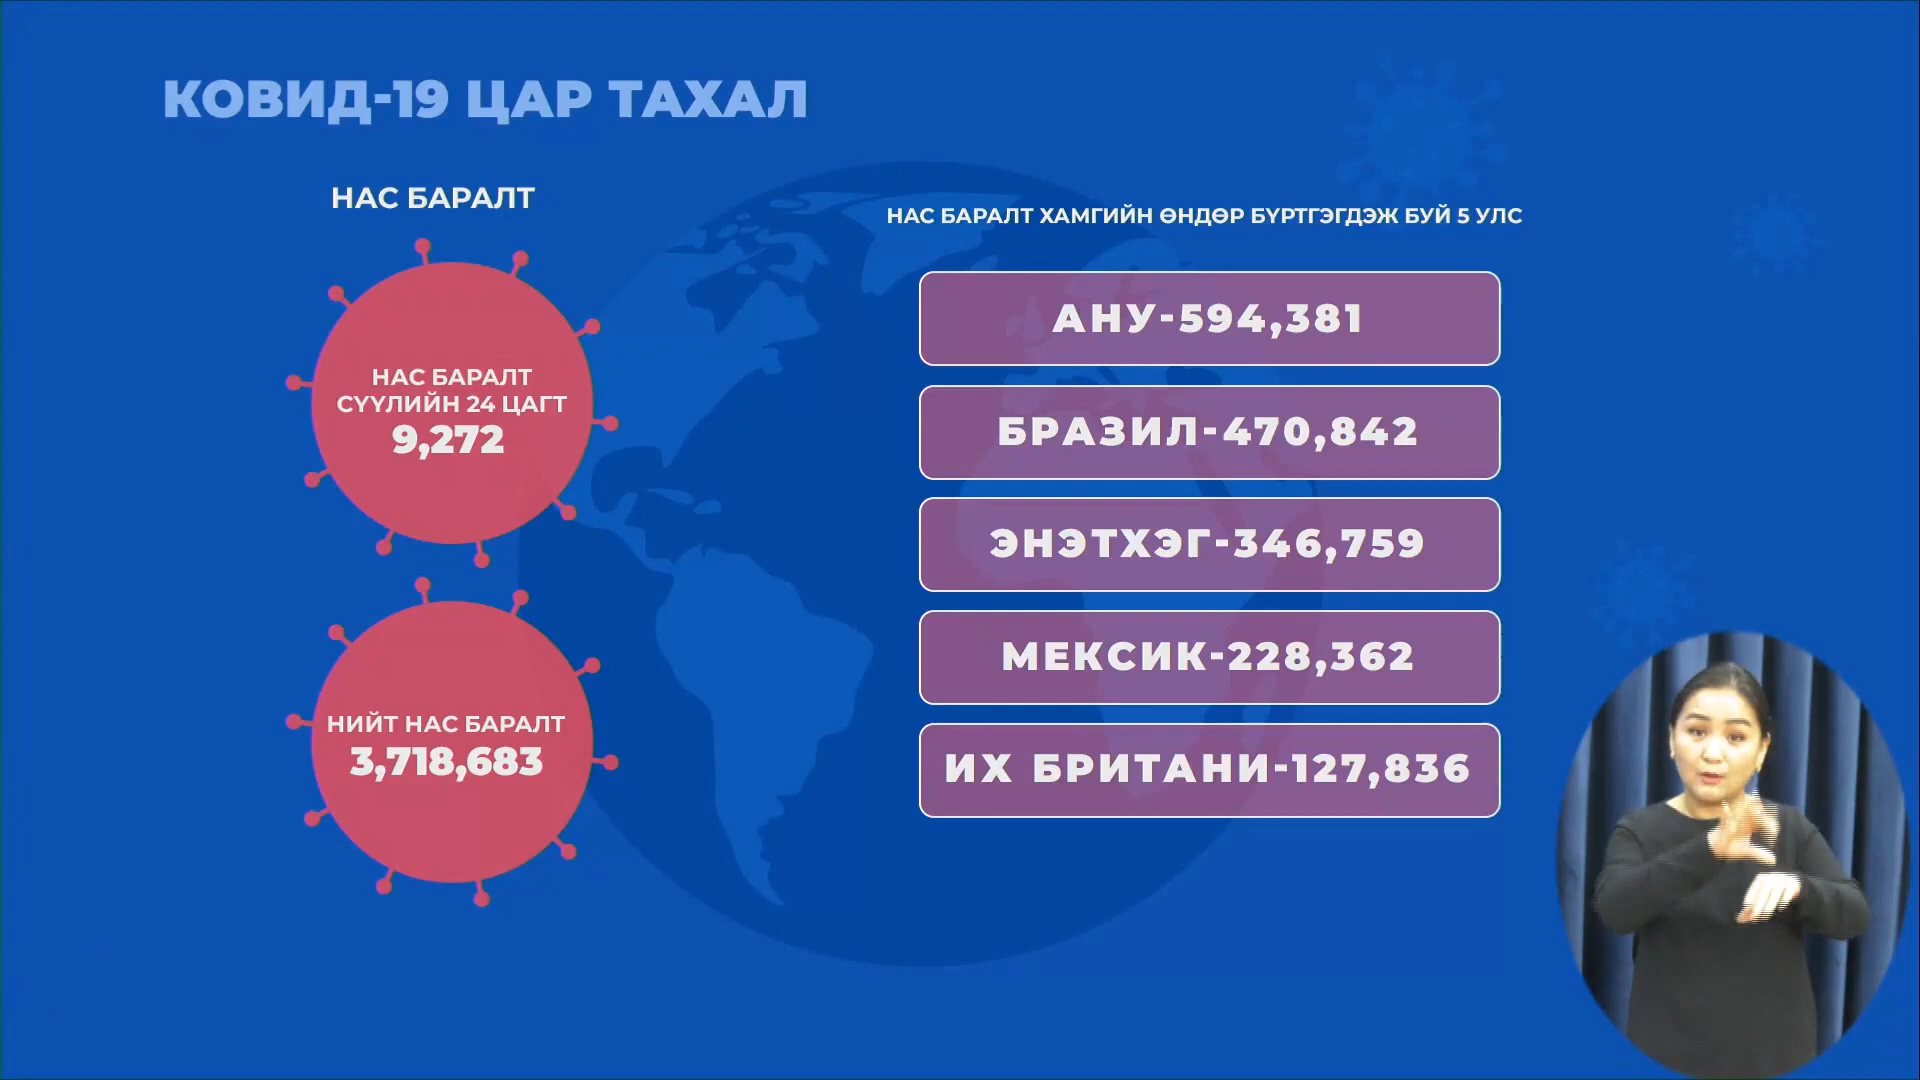 КОВИД-19 ЦАР ТАХАЛ
НАС БАРАЛТ
НАС БАРАЛТ
СҮҮЛИЙН 24 ЦАГТ
9,272
НИЙТ НАС БАРАЛТ
3,718,683
НАС БАРАЛТ ХАМГИЙН ӨНДӨР БҮРТГЭГДЭЖ БУЙ 5 УЛС
АНУ-594,381
БРАЗИЛ-470,842
ЭНЭТХЭГ-346,759
МЕКСИК-228,362
ИХ БРИТАНИ-127,836